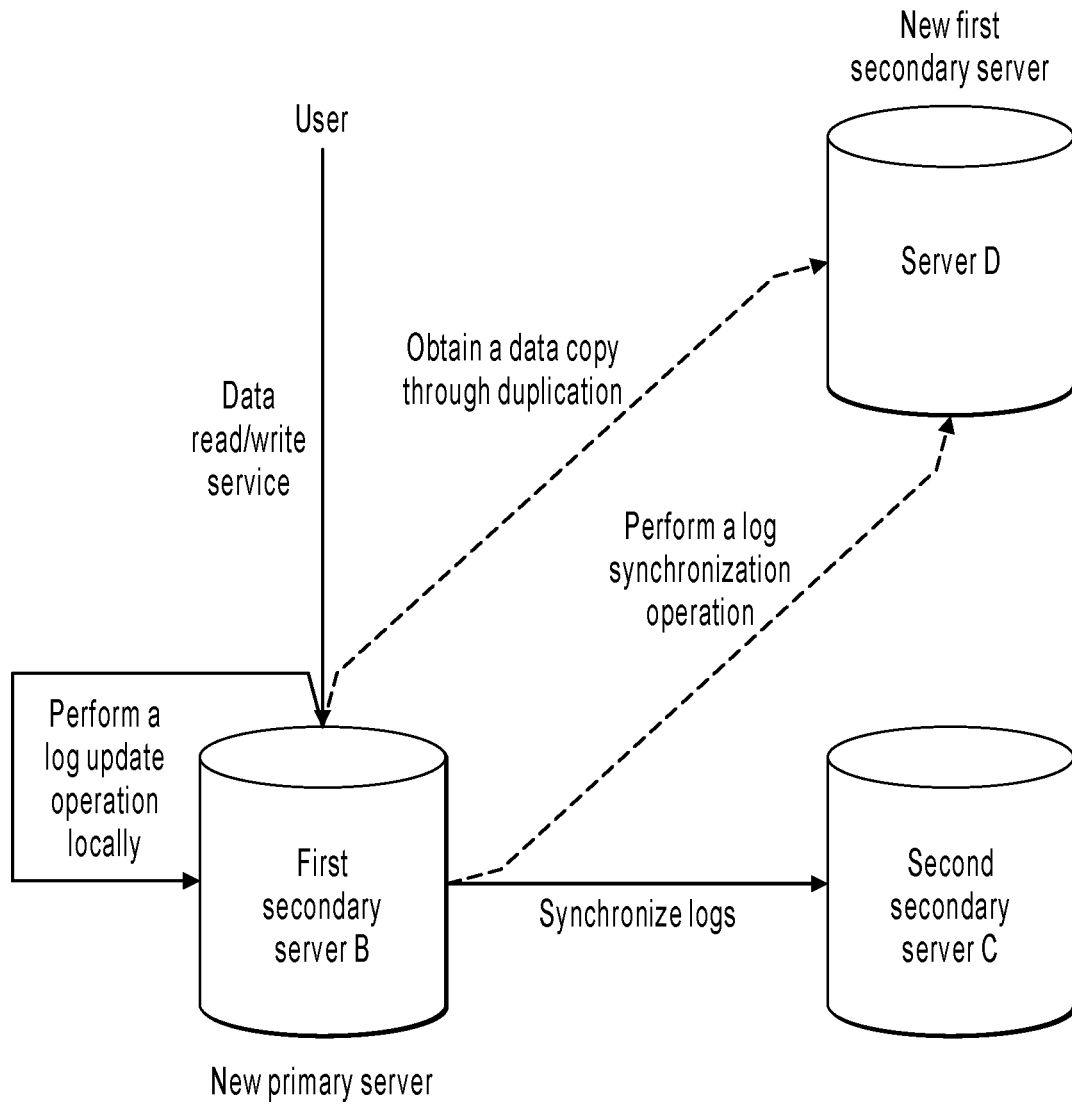 New first
secondary server
User
Server D
Obtain a data copy
through duplication
Data
read/write
service
Perform a log
synchronization
operation
Perform a
log update
operation
locally
First
secondary
server B
Synchronize logs
Second
secondary
server C
New primary server